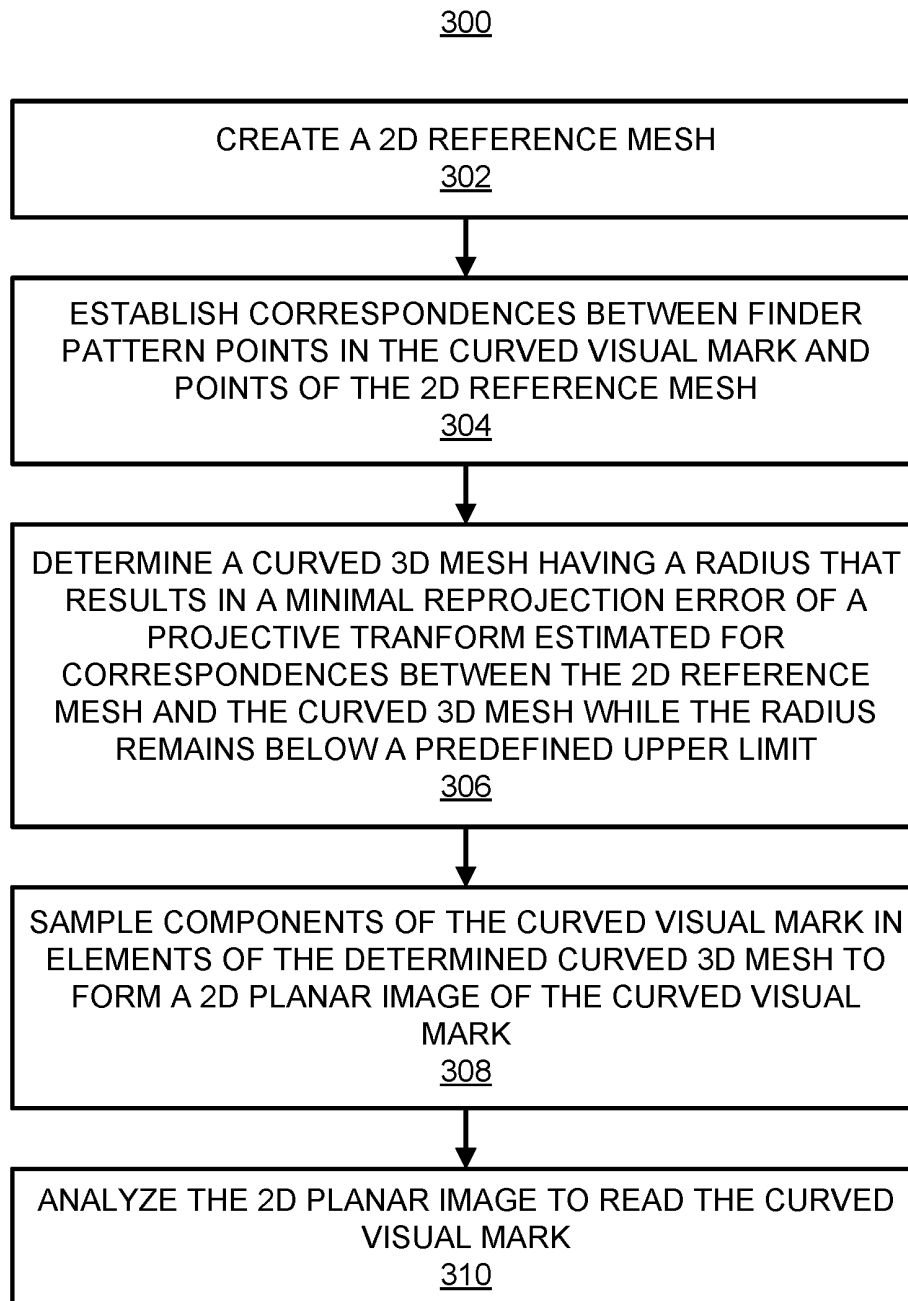 300
CREATE A 2D REFERENCE MESH
302
ESTABLISH CORRESPONDENCES BETWEEN FINDER
PATTERN POINTS IN THE CURVED VISUAL MARK AND
POINTS OF THE 2D REFERENCE MESH
304
DETERMINE A CURVED 3D MESH HAVING A RADIUS THAT
RESULTS IN A MINIMAL REPROJECTION ERROR OF A
PROJECTIVE TRANFORM ESTIMATED FOR
CORRESPONDENCES BETWEEN THE 2D REFERENCE
MESH AND THE CURVED 3D MESH WHILE THE RADIUS
REMAINS BELOW A PREDEFINED UPPER LIMIT
306
SAMPLE COMPONENTS OF THE CURVED VISUAL MARK IN
ELEMENTS OF THE DETERMINED CURVED 3D MESH TO
FORM A 2D PLANAR IMAGE OF THE CURVED VISUAL
MARK
308
ANALYZE THE 2D PLANAR IMAGE TO READ THE CURVED
VISUAL MARK
310